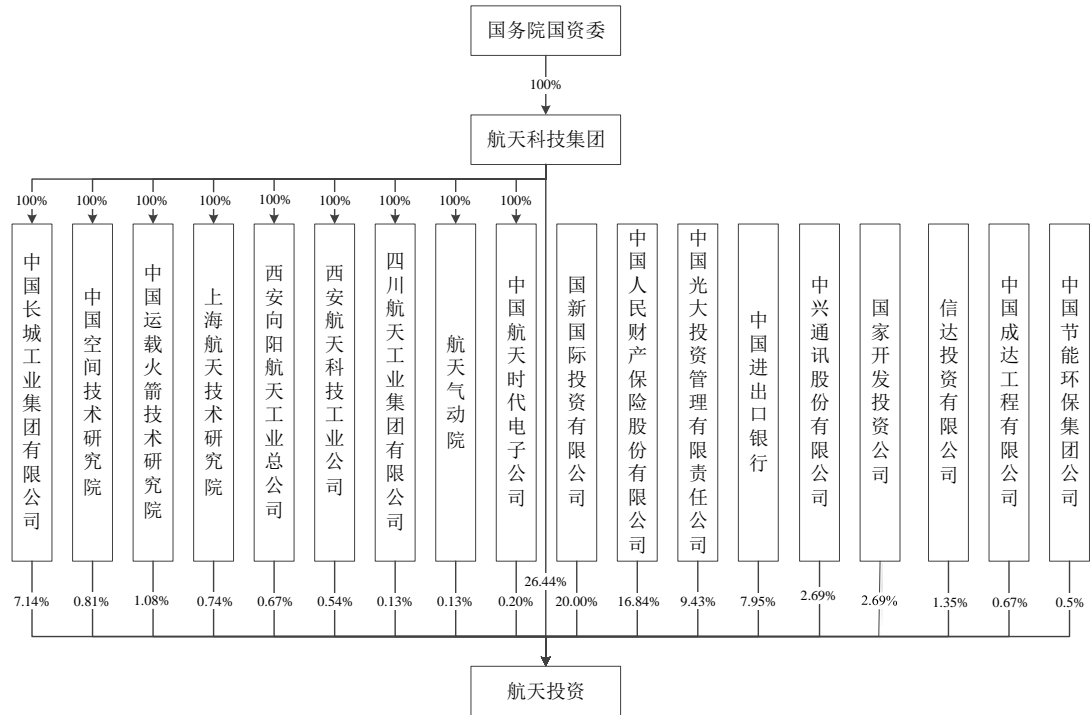 国务院国资委
100%
航天科技集团
100% 100% 100% 100% 100% 100% 100% 100% 100%
中国长城工业集团有限公司
中国空间技术研究院
中国运载火箭技术研究院
上海航天技术研究院
西安向阳航天工业总公司
西安航天科技工业公司
四川航天工业集团有限公司
航天气动院
中国航天时代电子公司
国新国际投资有限公司
中国人民财产保险股份有限公司
中国光大投资管理有限责任公司
中国进出口银行
中兴通讯股份有限公司
国家开发投资公司
信达投资有限公司
中国成达工程有限公司
中国节能环保集团公司
26.44%
7.14% 0.81% 1.08% 0.74% 0.67% 0.54% 0.13% 0.13% 0.20% 20.00% 16.84% 9.43% 7.95% 2.69% 2.69% 1.35% 0.67% 0.5%
航天投资